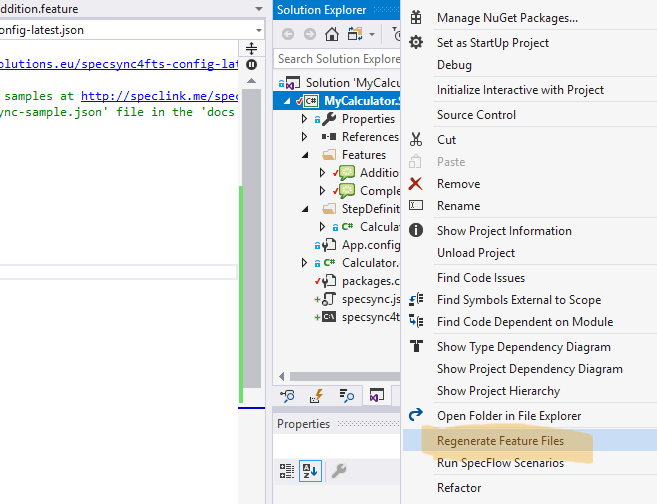 ddition.feature
onfig-latest.json
olutions.eu/specsync4fts-config-lat
samples at http://speclink.me/spec
ync-sample.json' file in the 'docs
Solution Explorer
Search Solution Explorer
Solution 'MyCalcu
MyCalculator.S
Properties
References
Features
Additio
Comple
StepDefinit
Calculat
App.config
Calculator.
packages.c
specsync.js
specsync4t
Properties
Manage NuGet Packages...
Set as StartUp Project
Debug
Initialize Interactive with Project
Source Control
Cut
Paste
Remove
Rename
Show Project Information
Unload Project
Find Code Issues
Find Symbols External to Scope
Find Code Dependent on Module
Show Type Dependency Diagram
Show Project Dependency Diagram
Show Project Hierarchy
Open Folder in File Explorer
Regenerate Feature Files
Run SpecFlow Scenarios
Refactor